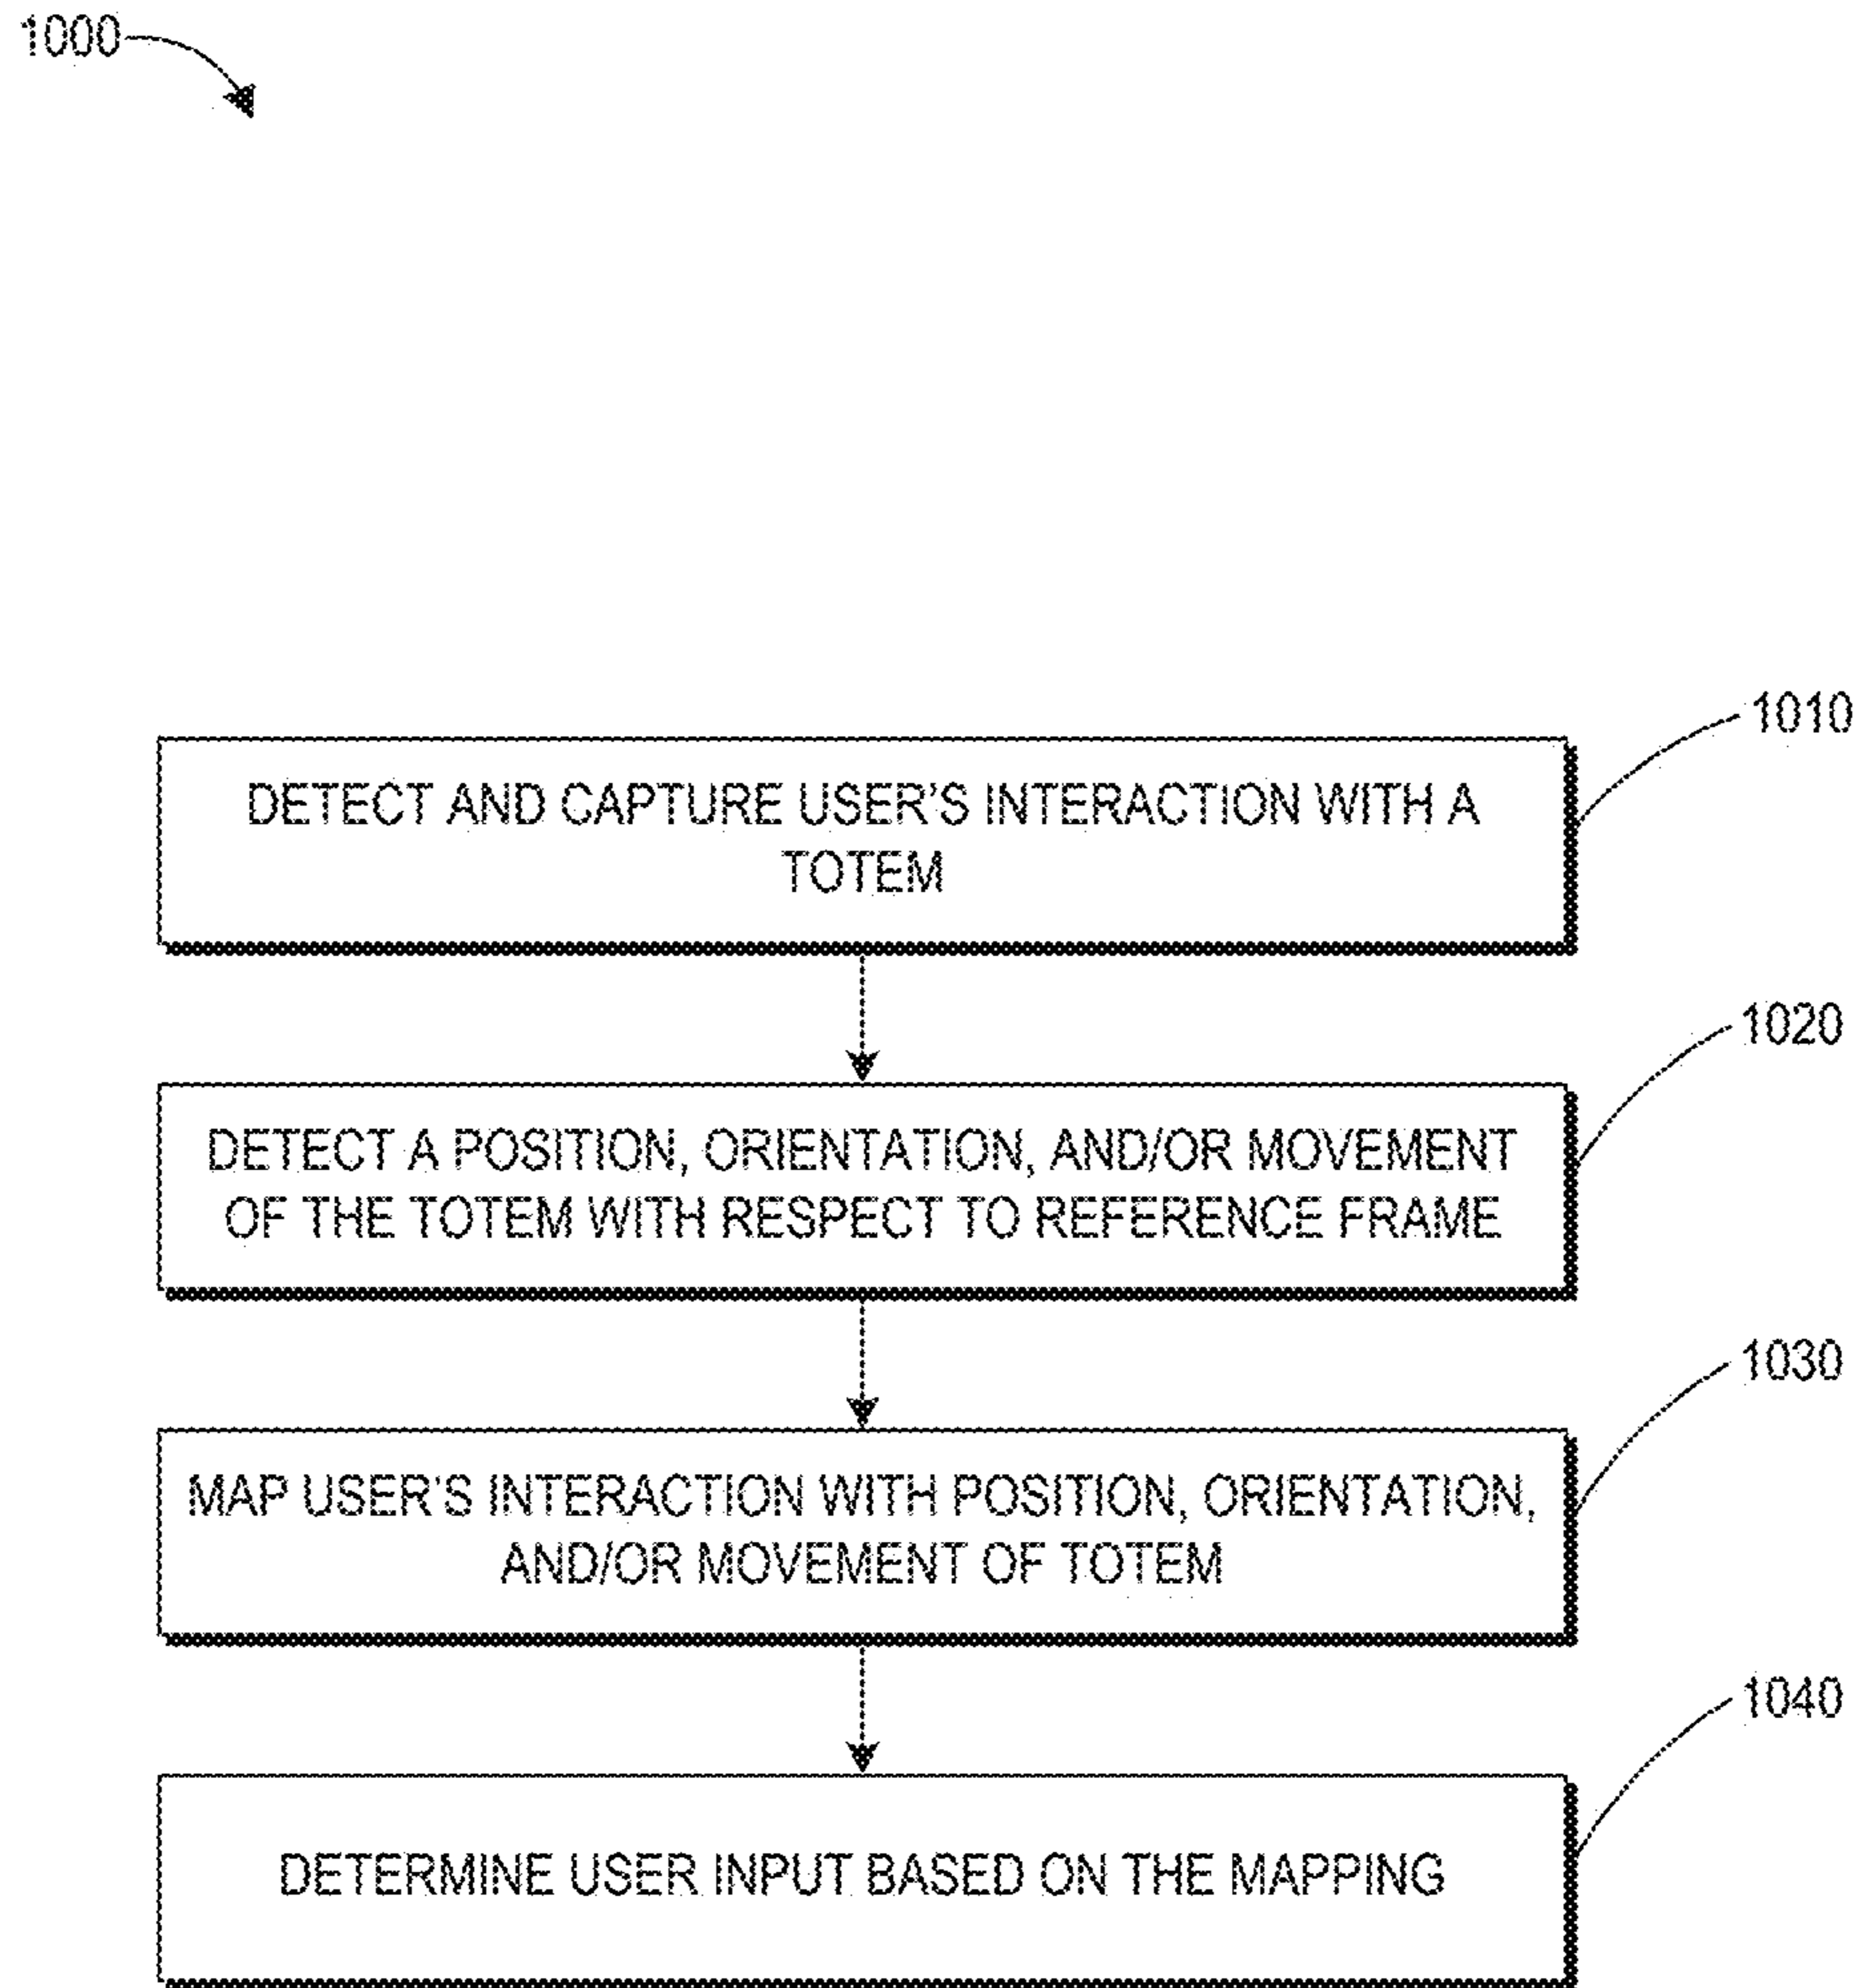 1000
1010
DETECT AND CAPTURE USER'S INTERACTION WITH A
TOTEM
1020
DETECT A POSITION, ORIENTATION, AND/OR MOVEMENT
OF THE TOTEM WITH RESPECT TO REFERENCE FRAME
1030
MAP USER'S INTERACTION WITH POSITION, ORIENTATION,
AND/OR MOVEMENT OF TOTEM
1040
DETERMINE USER INPUT BASED ON THE MAPPING